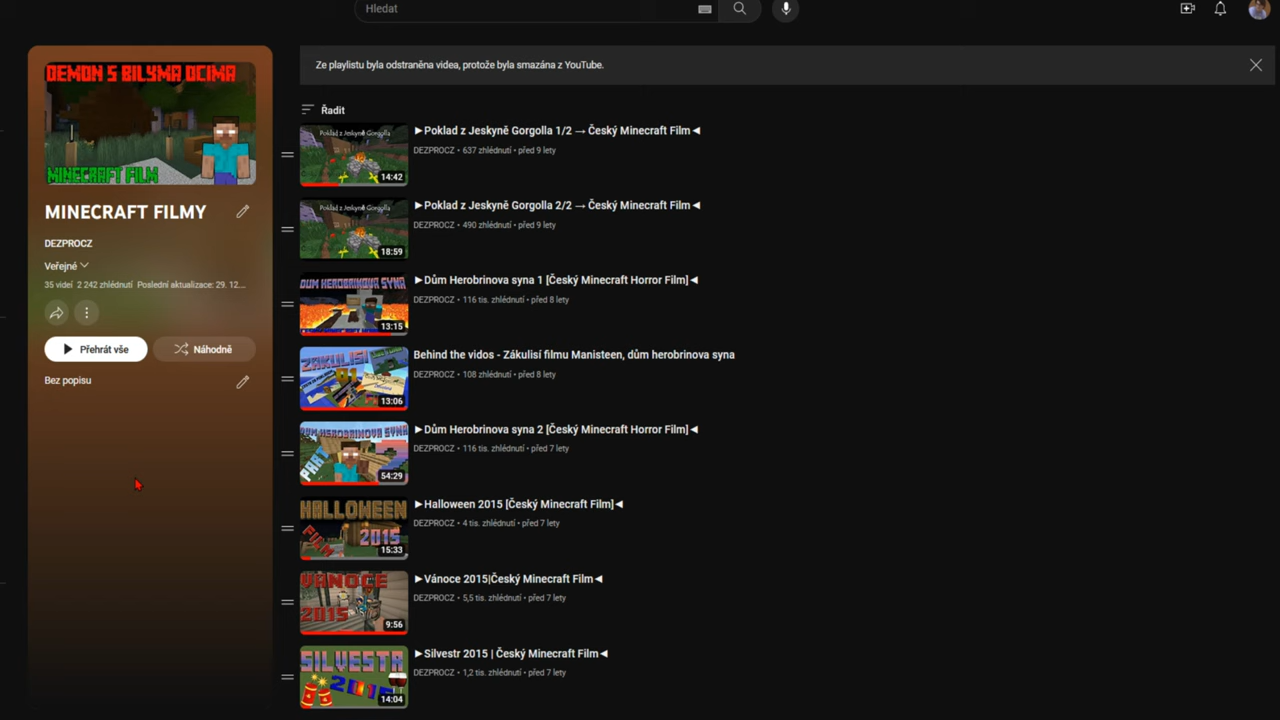 Hledat
DEMON S BILYMA OCIMA
MINECRAFT FILM
MINECRAFT FILMY
DEZPROCZ
Veřejné
35 videí 2 242 zhlédnutí Poslední aktualizace: 29. 12....
Přehrát vše
Náhodně
Bez popisu
Ze playlistu byla odstraněna videa, protože byla smazána z YouTube.
Řadit
Poklad z Jeskyně Gorgolla
14:42
►Poklad z Jeskyně Gorgolla 1/2 → Český Minecraft Film◄
DEZPROCZ • 637 zhlédnutí • před 9 lety
Poklad z Jeskyně Gorgolla
18:59
►Poklad z Jeskyně Gorgolla 2/2 → Český Minecraft Film◄
DEZPROCZ • 490 zhlédnutí • před 9 lety
DUM HEROBRINOVA SYNA
13:15
►Dům Herobrinova syna 1 [Český Minecraft Horror Film]◄
DEZPROCZ • 116 tis. zhlédnutí • před 8 lety
ZAKULISI
13:06
Behind the vidos - Zákulisí filmu Manisteen, dům herobrinova syna
DEZPROCZ • 108 zhlédnutí • před 8 lety
DUM HEROBRINOVA SYNA
PART
54:29
►Dům Herobrinova syna 2 [Český Minecraft Horror Film]◄
DEZPROCZ • 116 tis. zhlédnutí • před 7 lety
HALLOWEEN
FILM
2015
15:33
►Halloween 2015 [Český Minecraft Film]◄
DEZPROCZ • 4 tis. zhlédnutí • před 7 lety
VÁNOCE
2015
9:56
►Vánoce 2015|Český Minecraft Film◄
DEZPROCZ • 5,5 tis. zhlédnutí • před 7 lety
SILVESTR
2015
14:04
►Silvestr 2015 | Český Minecraft Film◄
DEZPROCZ • 1,2 tis. zhlédnutí • před 7 lety